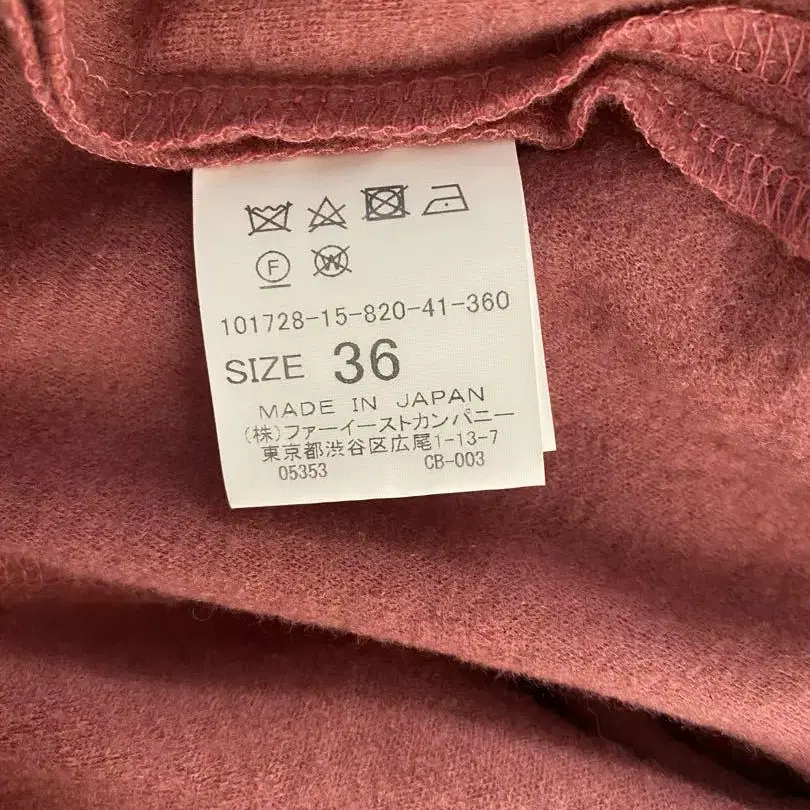 F W
101728-15-820-41-360
SIZE 36
MADE IN JAPAN
(株)ファーイーストカンパニー
東京都渋谷区広尾1-13-7
05353 CB-003